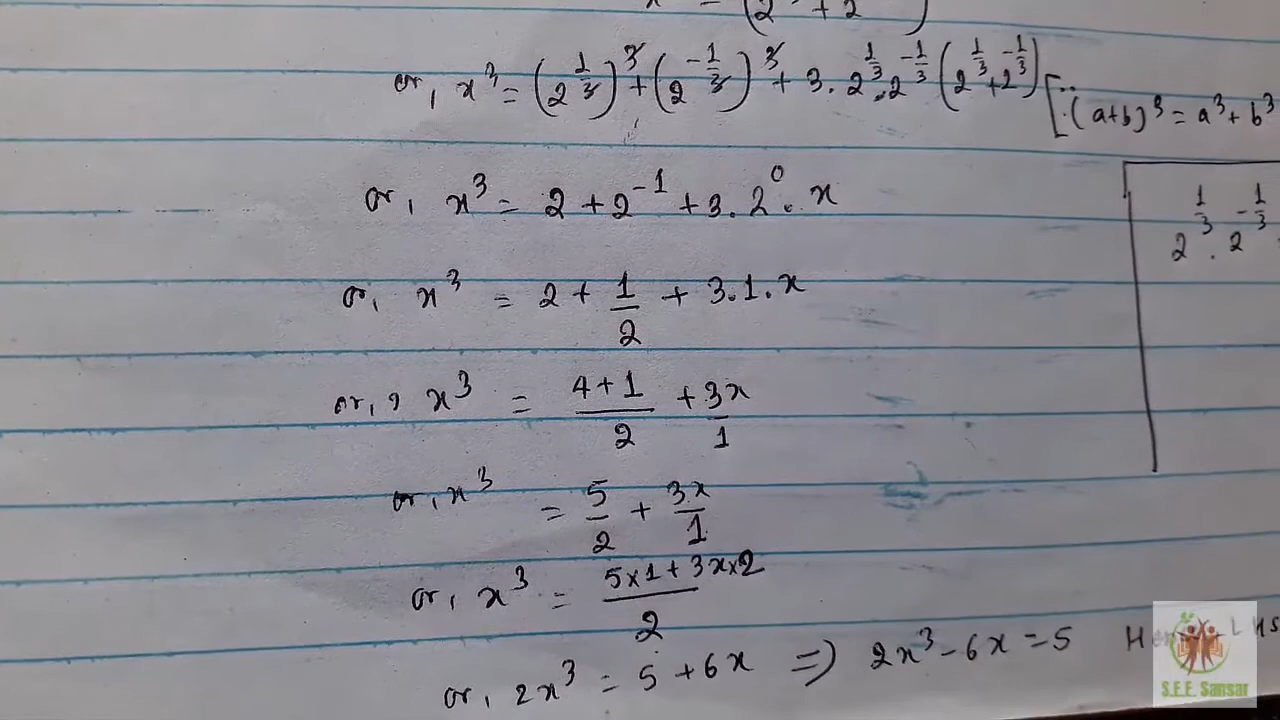 or, x³ = (2^{1/3})³ + (2^{-1/3})³ + 3.2^{1/3}.2^{-1/3} (2^{1/3}+2^{-1/3}) [∵ (a+b)³ = a³ + b³
or, x³ = 2 + 2⁻¹ + 3.2⁰. x
2^{1/3} . 2^{-1/3}
or, x³ = 2 + 1/2 + 3.1.x
or, x³ = (4+1)/2 + 3x/1
or, x³ = 5/2 + 3x/1
or, x³ = (5x1 + 3x×2)/2
or, 2x³ = 5 + 6x ⇒ 2x³ - 6x = 5
S.E.E. Sansar